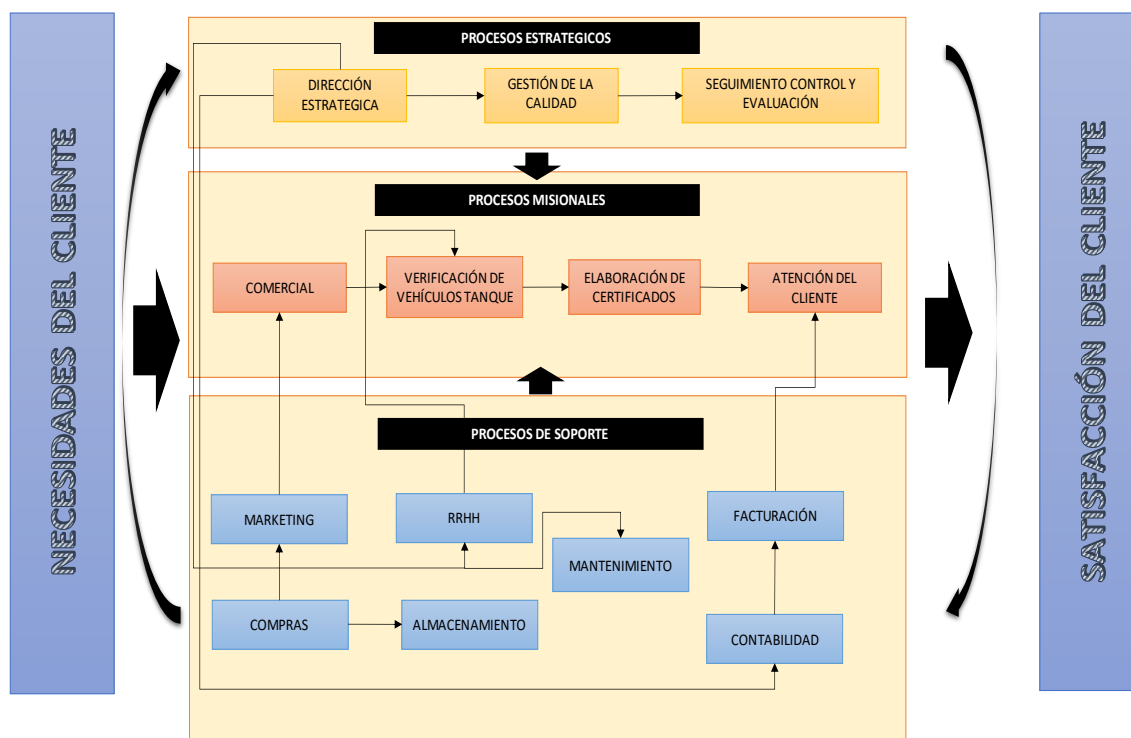 NECESIDADES DEL CLIENTE
PROCESOS ESTRATEGICOS
DIRECCIÓN
ESTRATEGICA
GESTIÓN DE LA
CALIDAD
SEGUIMIENTO CONTROL Y
EVALUACIÓN
PROCESOS MISIONALES
COMERCIAL
VERIFICACIÓN DE
VEHÍCULOS TANQUE
ELABORACIÓN DE
CERTIFICADOS
ATENCIÓN DEL
CLIENTE
PROCESOS DE SOPORTE
MARKETING
RRHH
FACTURACIÓN
MANTENIMIENTO
COMPRAS
ALMACENAMIENTO
CONTABILIDAD
SATISFACCIÓN DEL CLIENTE